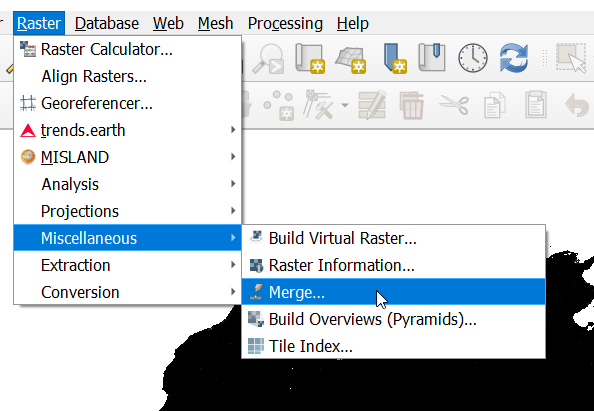 Raster Database Web Mesh Processing Help
Raster Calculator...
Align Rasters...
Georeferencer...
trends.earth
MISLAND
Analysis
Projections
Miscellaneous
Extraction
Conversion
Build Virtual Raster...
Raster Information...
Merge...
Build Overviews (Pyramids)...
Tile Index...